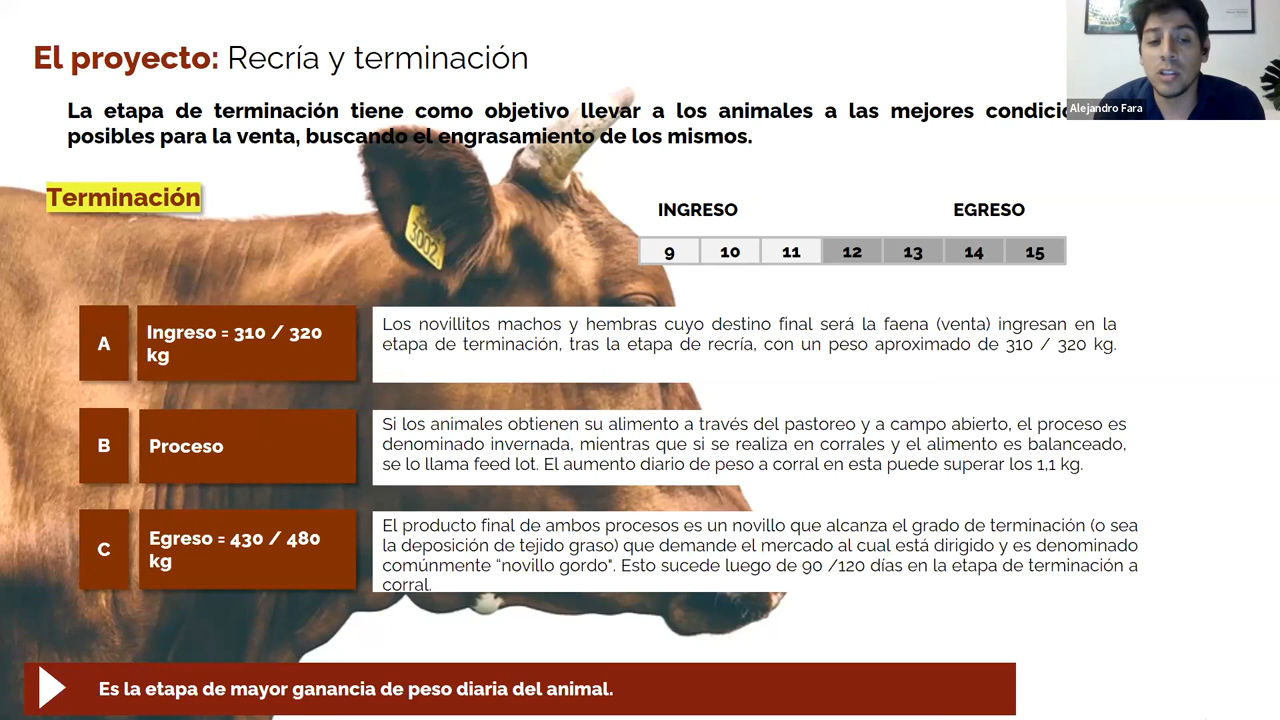 El proyecto: Recría y terminación
Alejandro Fara
La etapa de terminación tiene como objetivo llevar a los animales a las mejores
posibles para la venta, buscando el engrasamiento de los mismos.
Terminación
3002
INGRESO EGRESO
9 10 11 12 13 14 15
A
Ingreso = 310 / 320
kg
Los novillitos machos y hembras cuyo destino final será la faena (venta) ingresan en la
etapa de terminación, tras la etapa de recría, con un peso aproximado de 310 / 320 kg.
B
Proceso
Si los animales obtienen su alimento a través del pastoreo y a campo abierto, el proceso es
denominado invernada, mientras que si se realiza en corrales y el alimento es balanceado,
se lo llama feed lot. El aumento diario de peso a corral en esta puede superar los 1,1 kg.
C
Egreso = 430 / 480
kg
El producto final de ambos procesos es un novillo que alcanza el grado de terminación (o sea
la deposición de tejido graso) que demande el mercado al cual está dirigido y es denominado
comúnmente “novillo gordo". Esto sucede luego de 90 /120 días en la etapa de terminación a
corral.
Es la etapa de mayor ganancia de peso diaria del animal.